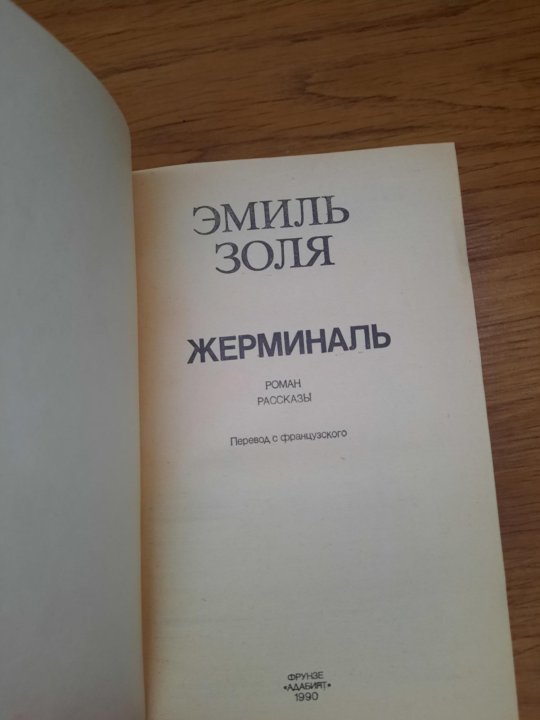 ЭМИЛЬ
ЗОЛЯ
ЖЕРМИНАЛЬ
РОМАН
РАССКАЗЫ
Перевод с французского
ФРУНЗЕ
«АДАБИЯТ»
1990